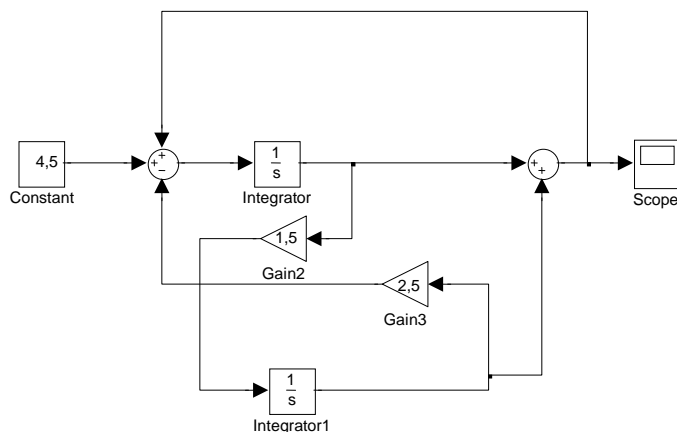 4,5
Constant
+
+
−
1
s
Integrator
+
+
Scope
1,5
Gain2
2,5
Gain3
1
s
Integrator1